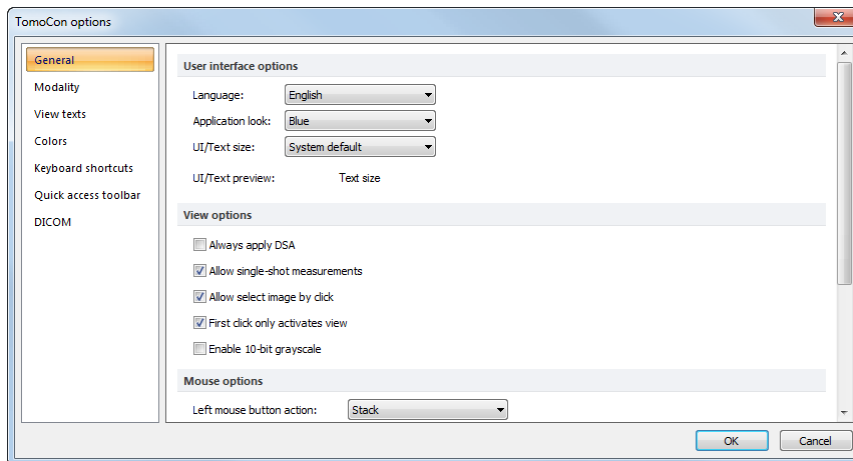 TomoCon options
General
Modality
View texts
Colors
Keyboard shortcuts
Quick access toolbar
DICOM
User interface options
Language: English
Application look: Blue
UI/Text size: System default
UI/Text preview: Text size
View options
Always apply DSA
Allow single-shot measurements
Allow select image by click
First click only activates view
Enable 10-bit grayscale
Mouse options
Left mouse button action: Stack
OK Cancel